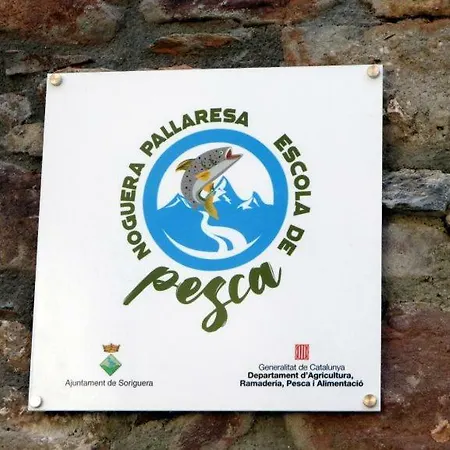 NOGUERA PALLARESA ESCOLA DE
pesca
Ajuntament de Soriguera
Generalitat de Catalunya
Departament d'Agricultura,
Ramaderia, Pesca i Alimentació